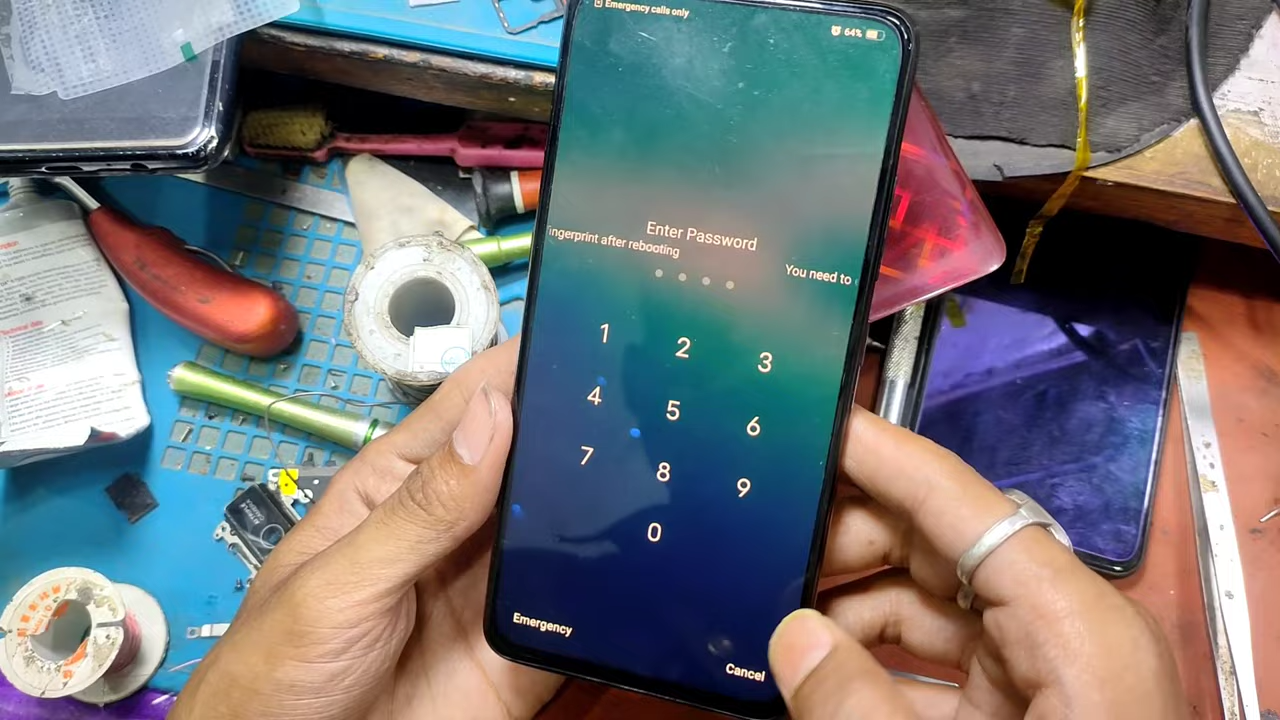 Emergency calls only
64%
Enter Password
ingerprint after rebooting
You need to
1
2
3
4
5
6
7
8
9
0
Emergency
Cancel